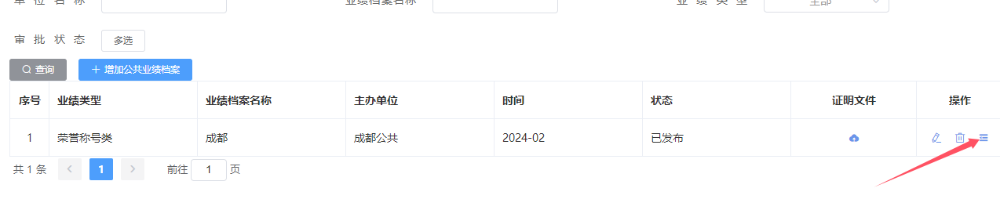 单 位 名 称 业绩档案名称 业 绩 类 型 全部
审 批 状 态 多选
查询 增加公共业绩档案
序号 业绩类型 业绩档案名称 主办单位 时间 状态 证明文件 操作
1 荣誉称号类 成都 成都公共 2024-02 已发布
共 1 条 1 前往 1 页